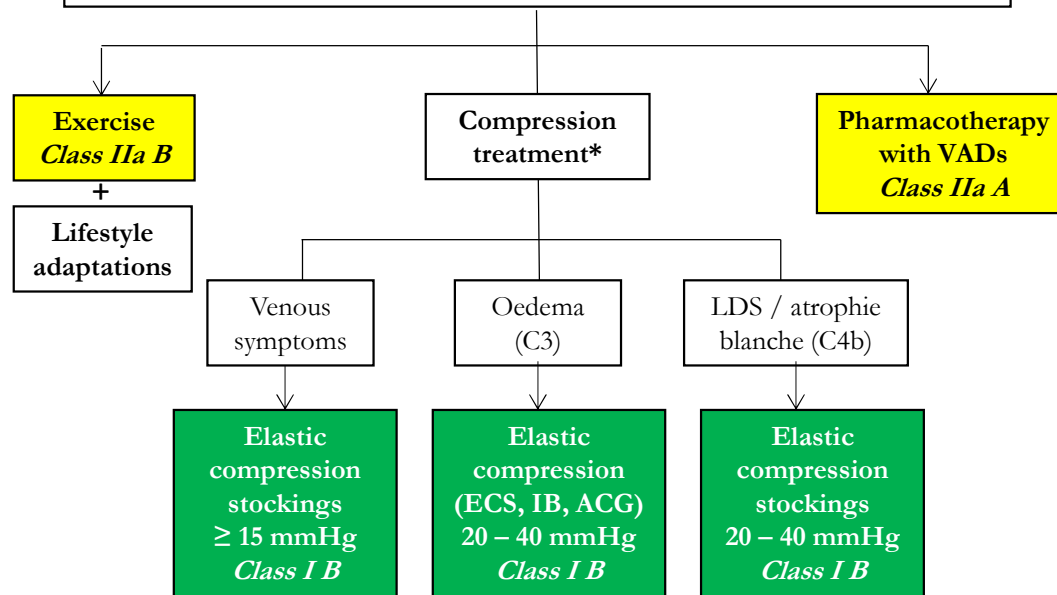 Exercise
Class IIa B
+
Lifestyle
adaptations
Compression
treatment*
Pharmacotherapy
with VADs
Class IIa A
Venous
symptoms
Oedema
(C3)
LDS / atrophie
blanche (C4b)
Elastic
compression
stockings
≥ 15 mmHg
Class I B
Elastic
compression
(ECS, IB, ACG)
20 – 40 mmHg
Class I B
Elastic
compression
stockings
20 – 40 mmHg
Class I B